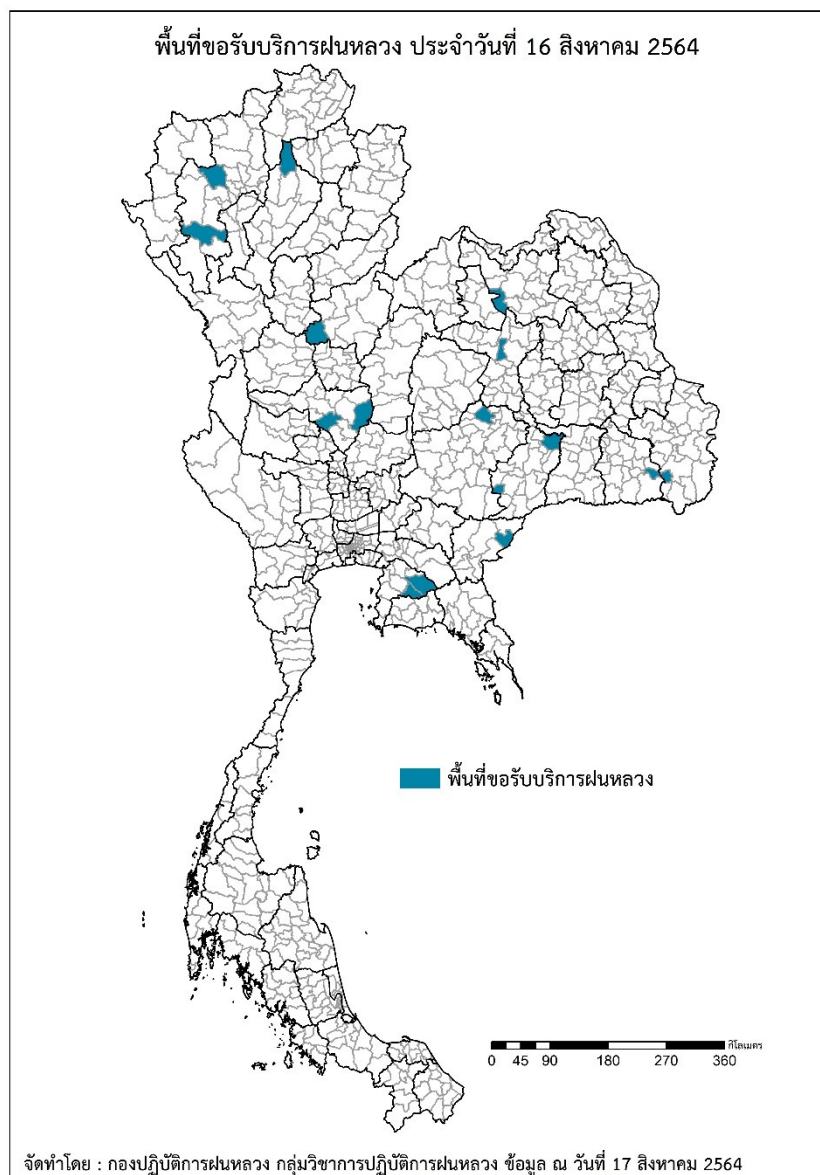 พื้นที่ขอรับบริการฝนหลวง ประจำวันที่ 16 สิงหาคม 2564
พื้นที่ขอรับบริการฝนหลวง
กิโลเมตร
0 45 90 180 270 360
จัดทำโดย : กองปฏิบัติการฝนหลวง กลุ่มวิชาการปฏิบัติการฝนหลวง ข้อมูล ณ วันที่ 17 สิงหาคม 2564